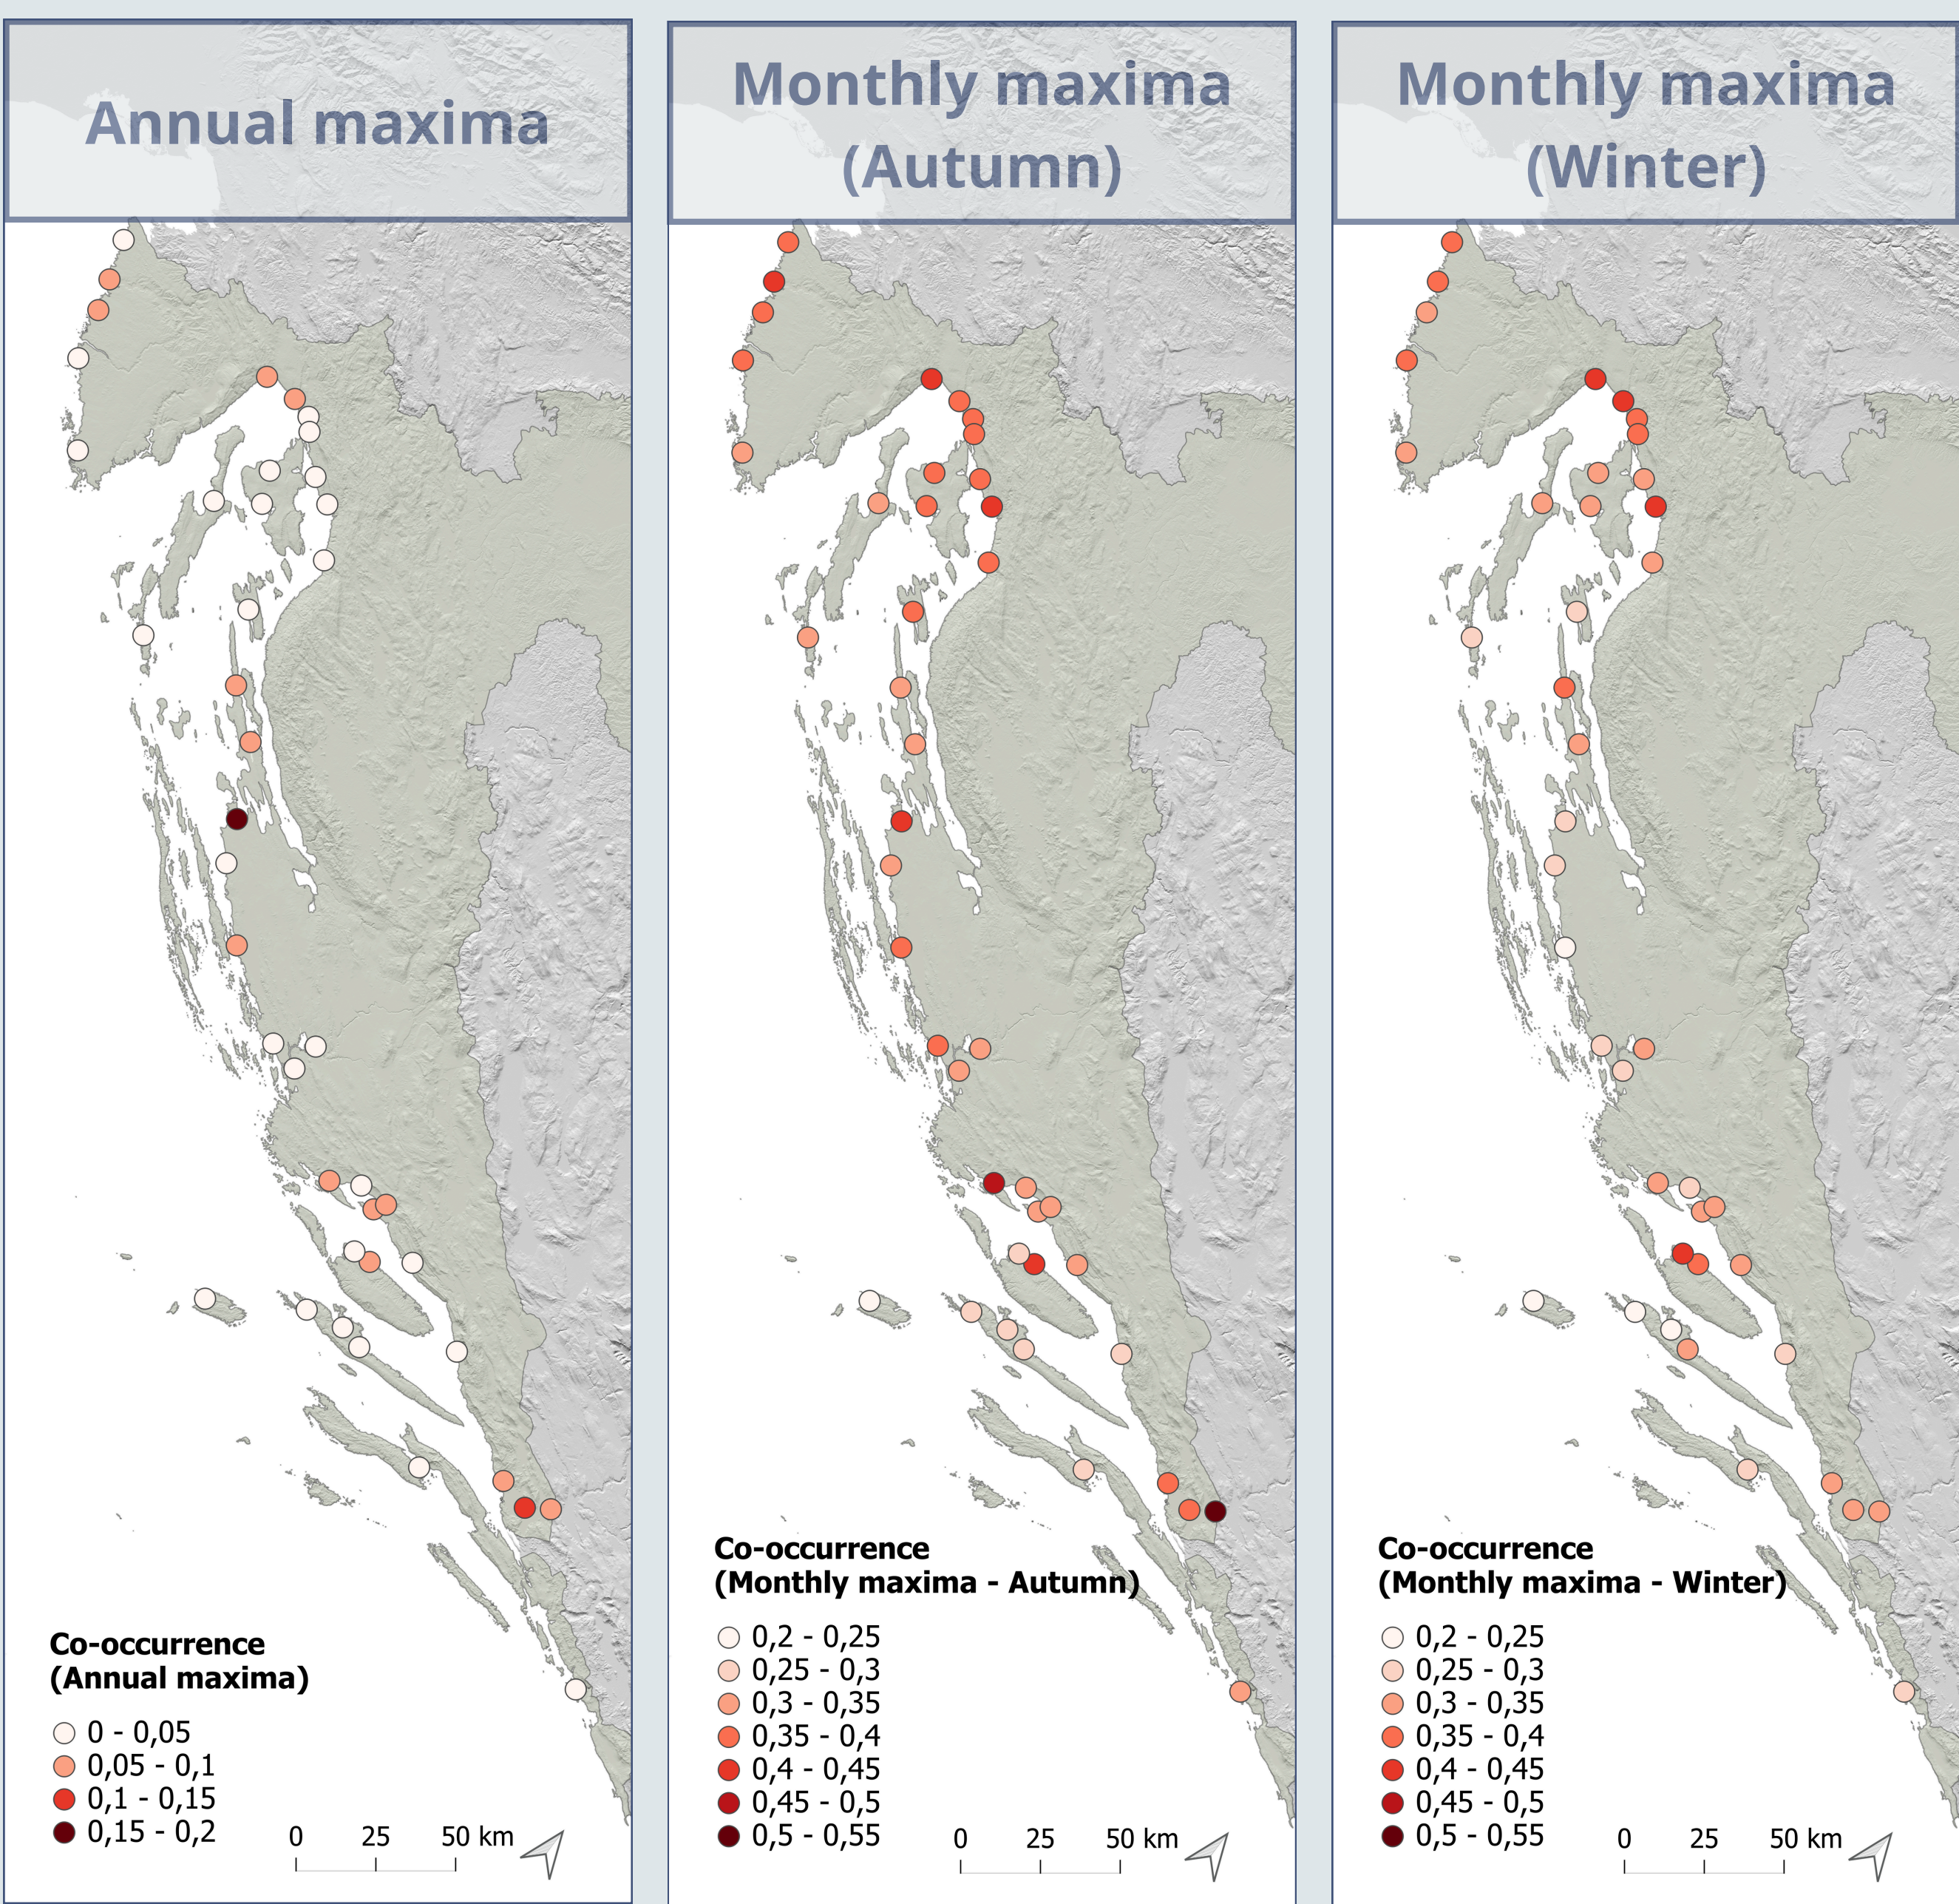 Annual maxima
Co-occurrence
(Annual maxima)
0 - 0,05
0,05 - 0,1
0,1 - 0,15
0,15 - 0,2
0 25 50 km
Monthly maxima
(Autumn)
Co-occurrence
(Monthly maxima - Autumn)
0,2 - 0,25
0,25 - 0,3
0,3 - 0,35
0,35 - 0,4
0,4 - 0,45
0,45 - 0,5
0,5 - 0,55
0 25 50 km
Monthly maxima
(Winter)
Co-occurrence
(Monthly maxima - Winter)
0,2 - 0,25
0,25 - 0,3
0,3 - 0,35
0,35 - 0,4
0,4 - 0,45
0,45 - 0,5
0,5 - 0,55
0 25 50 km